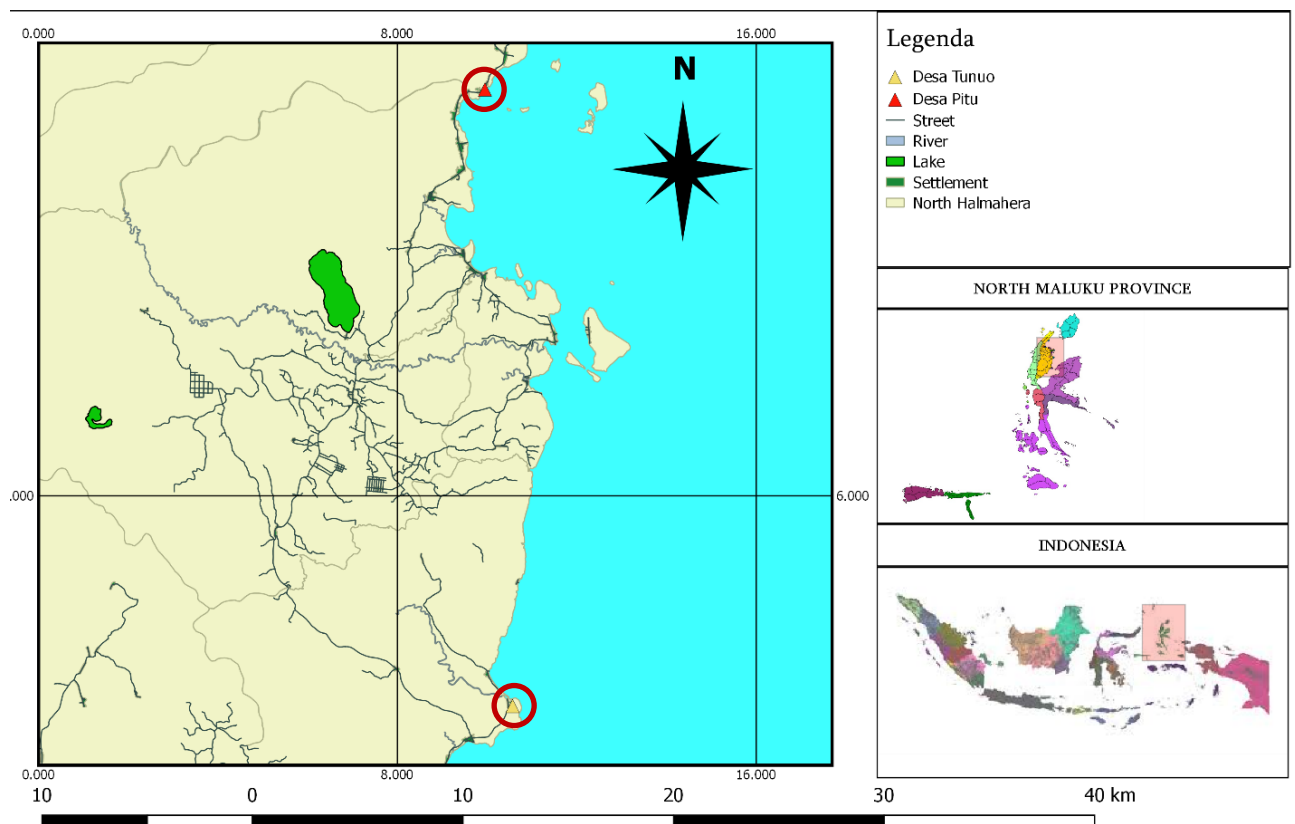 0.000 8.000 16.000
N
.000 6.000
0.000 8.000 16.000
10 0 10 20 30 40 km
Legenda
Desa Tunuo
Desa Pitu
Street
River
Lake
Settlement
North Halmahera
NORTH MALUKU PROVINCE
INDONESIA